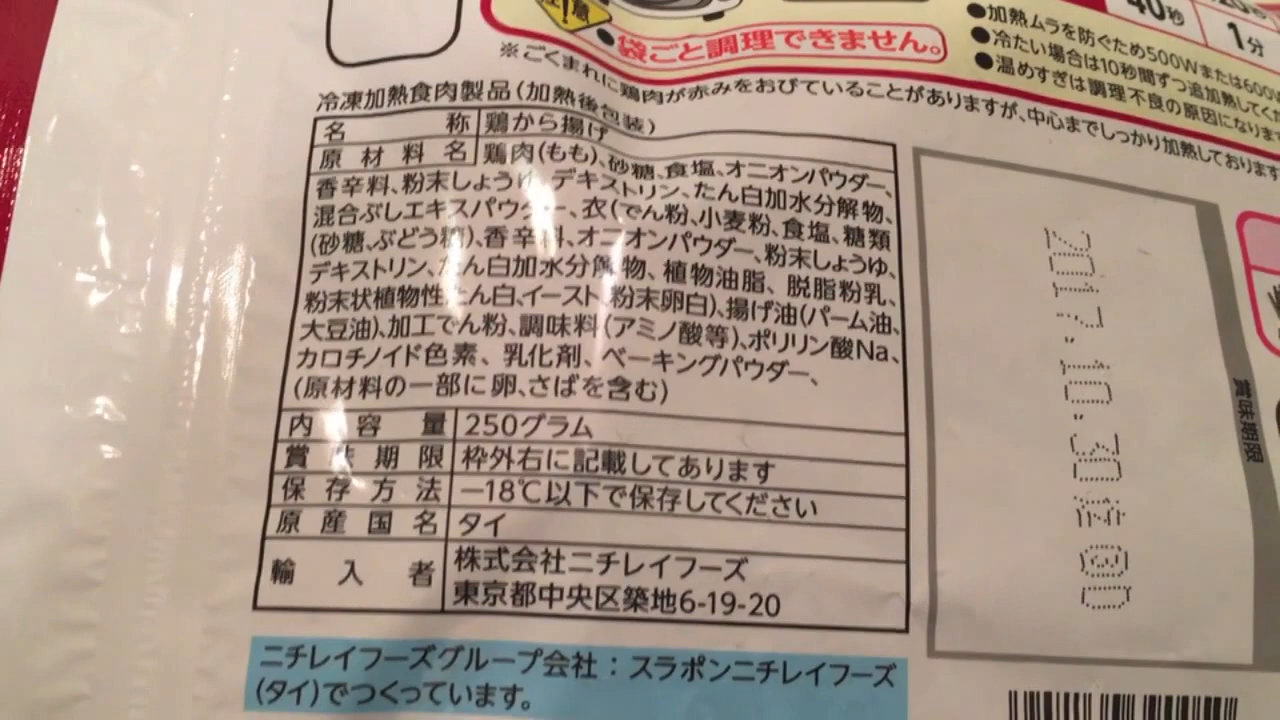 注意
40秒
1分
●袋ごと調理できません。
●加熱ムラを防ぐため500Wまたは600W
●冷たい場合は10秒間ずつ追加熱してくだ
●温めすぎは調理不良の原因になりま
※ごくまれに鶏肉が赤みをおびていることがありますが、中心までしっかり加熱しております
冷凍加熱食肉製品(加熱後包装)
名称 鶏から揚げ
原材料名 鶏肉(もも)、砂糖、食塩、オニオンパウダー、
香辛料、粉末しょうゆ、デキストリン、たん白加水分解物、
混合ぶしエキスパウダー、衣(でん粉、小麦粉、食塩、糖類
(砂糖、ぶどう糖)、香辛料、オニオンパウダー、粉末しょうゆ、
デキストリン、たん白加水分解物、植物油脂、脱脂粉乳、
粉末状植物性たん白、イースト、粉末卵白)、揚げ油(パーム油、
大豆油)、加工でん粉、調味料(アミノ酸等)、ポリリン酸Na、
カロチノイド色素、乳化剤、ベーキングパウダー、
(原材料の一部に卵、さばを含む)
内容量 250グラム
賞味期限 枠外右に記載してあります
保存方法 −18℃以下で保存してください
原産国名 タイ
輸入者 株式会社ニチレイフーズ
東京都中央区築地6-19-20
ニチレイフーズグループ会社：スラポンニチレイフーズ
(タイ)でつくっています。
2017.10.30
賞味期限